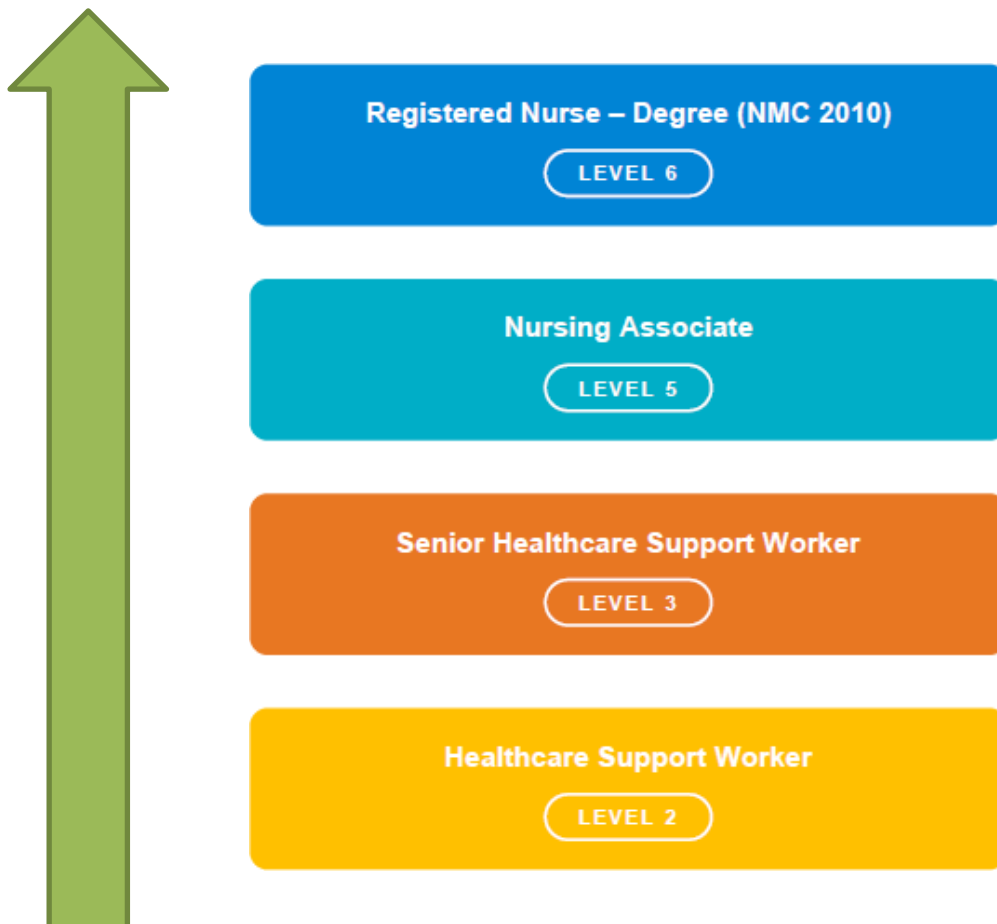 Registered Nurse – Degree (NMC 2010)
LEVEL 6
Nursing Associate
LEVEL 5
Senior Healthcare Support Worker
LEVEL 3
Healthcare Support Worker
LEVEL 2